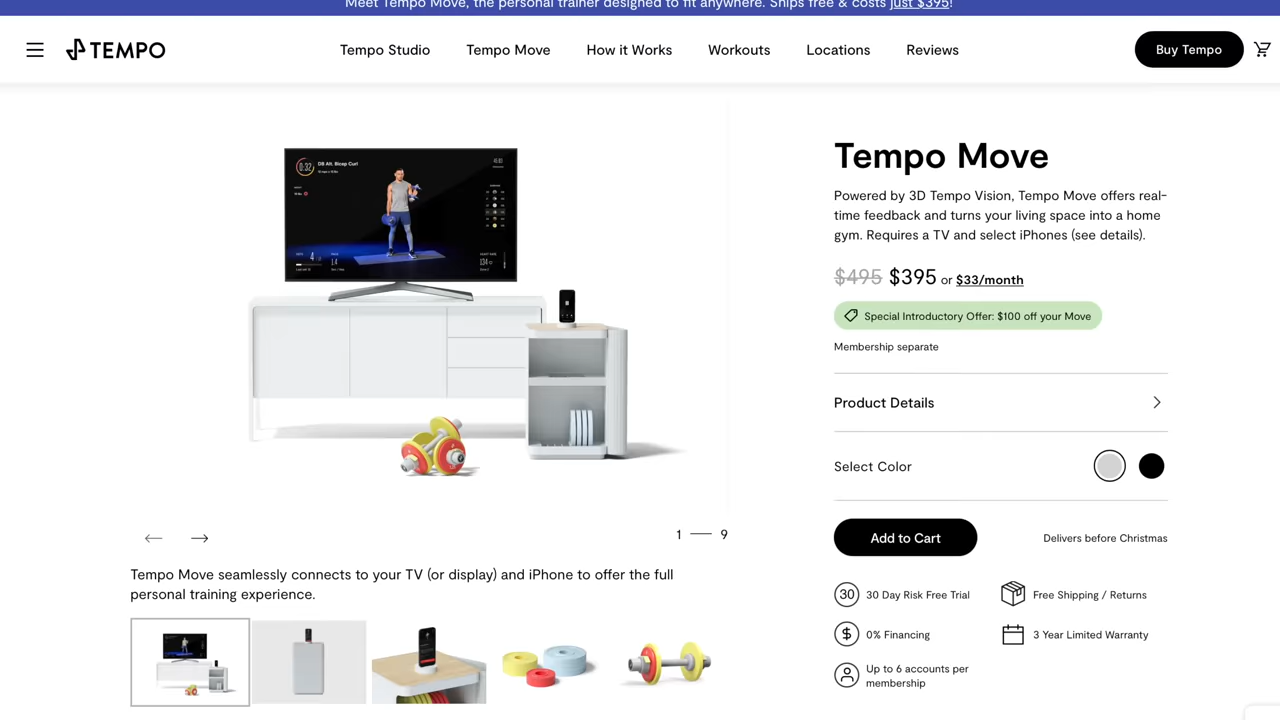 Meet Tempo Move, the personal trainer designed to fit anywhere. Ships free & costs just $395!
TEMPO
Tempo Studio
Tempo Move
How it Works
Workouts
Locations
Reviews
Buy Tempo
0:32
DB Alt. Bicep Curl
Tempo Move
Powered by 3D Tempo Vision, Tempo Move offers real-
time feedback and turns your living space into a home
gym. Requires a TV and select iPhones (see details).
$495 $395 or $33/month
Special Introductory Offer: $100 off your Move
Membership separate
Product Details
Select Color
Add to Cart
Delivers before Christmas
30 30 Day Risk Free Trial
Free Shipping / Returns
$ 0% Financing
3 Year Limited Warranty
Up to 6 accounts per
membership
1 — 9
Tempo Move seamlessly connects to your TV (or display) and iPhone to offer the full
personal training experience.